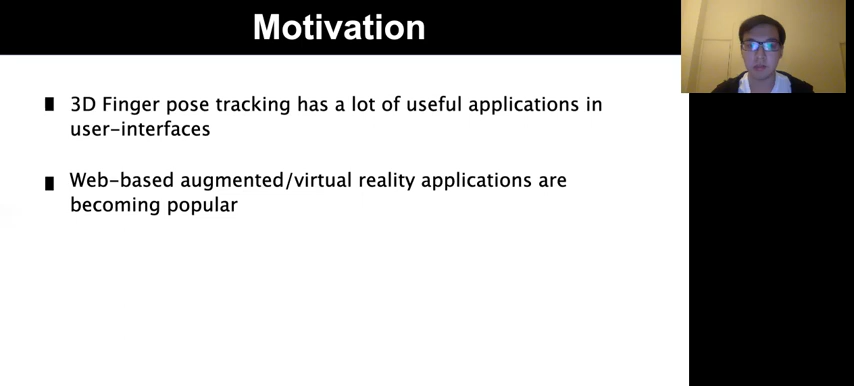 Motivation
3D Finger pose tracking has a lot of useful applications in
user-interfaces
Web-based augmented/virtual reality applications are
becoming popular